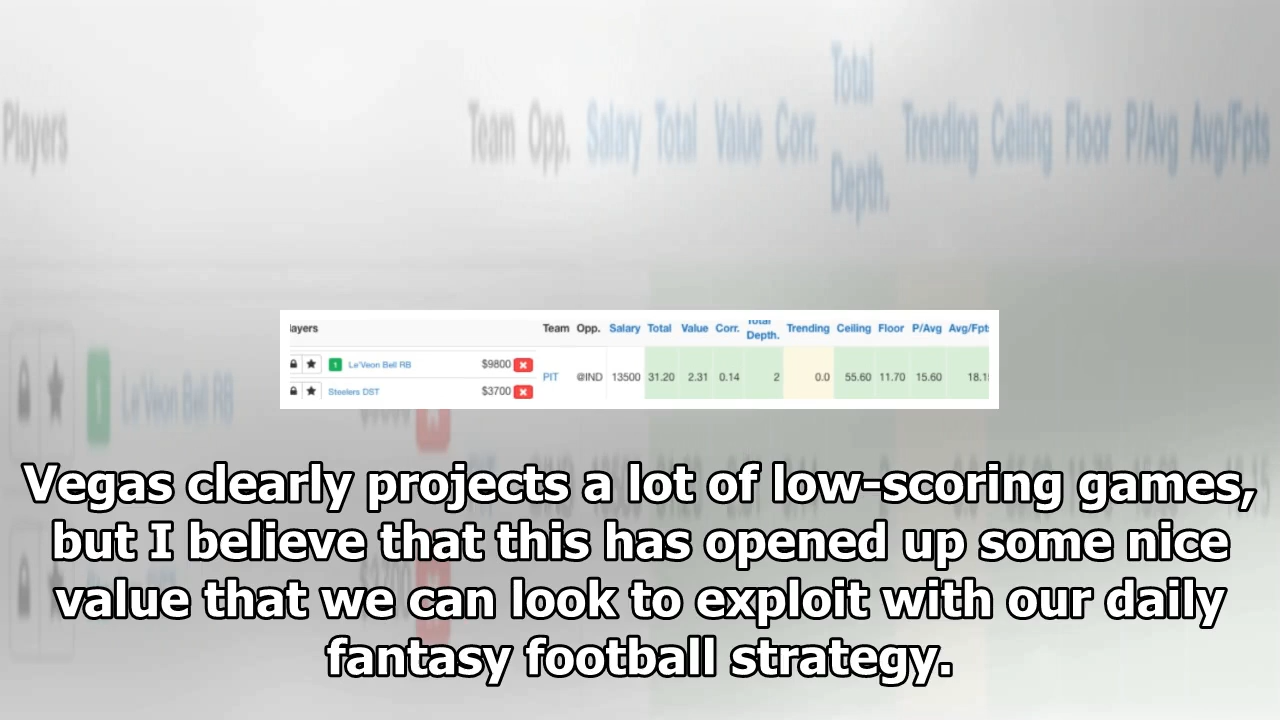 Players Team Opp. Salary Total Value Corr. Total Depth. Trending Ceiling Floor P/Avg Avg/Fpts
layers Team Opp. Salary Total Value Corr. Total Depth. Trending Ceiling Floor P/Avg Avg/Fpt
1 Le'Veon Bell RB $9800
PIT @IND 13500 31.20 2.31 0.14 2 0.0 55.60 11.70 15.60 18.1
Steelers DST $3700
Le'Veon Bell RB
Vegas clearly projects a lot of low-scoring games,
but I believe that this has opened up some nice
value that we can look to exploit with our daily
fantasy football strategy.